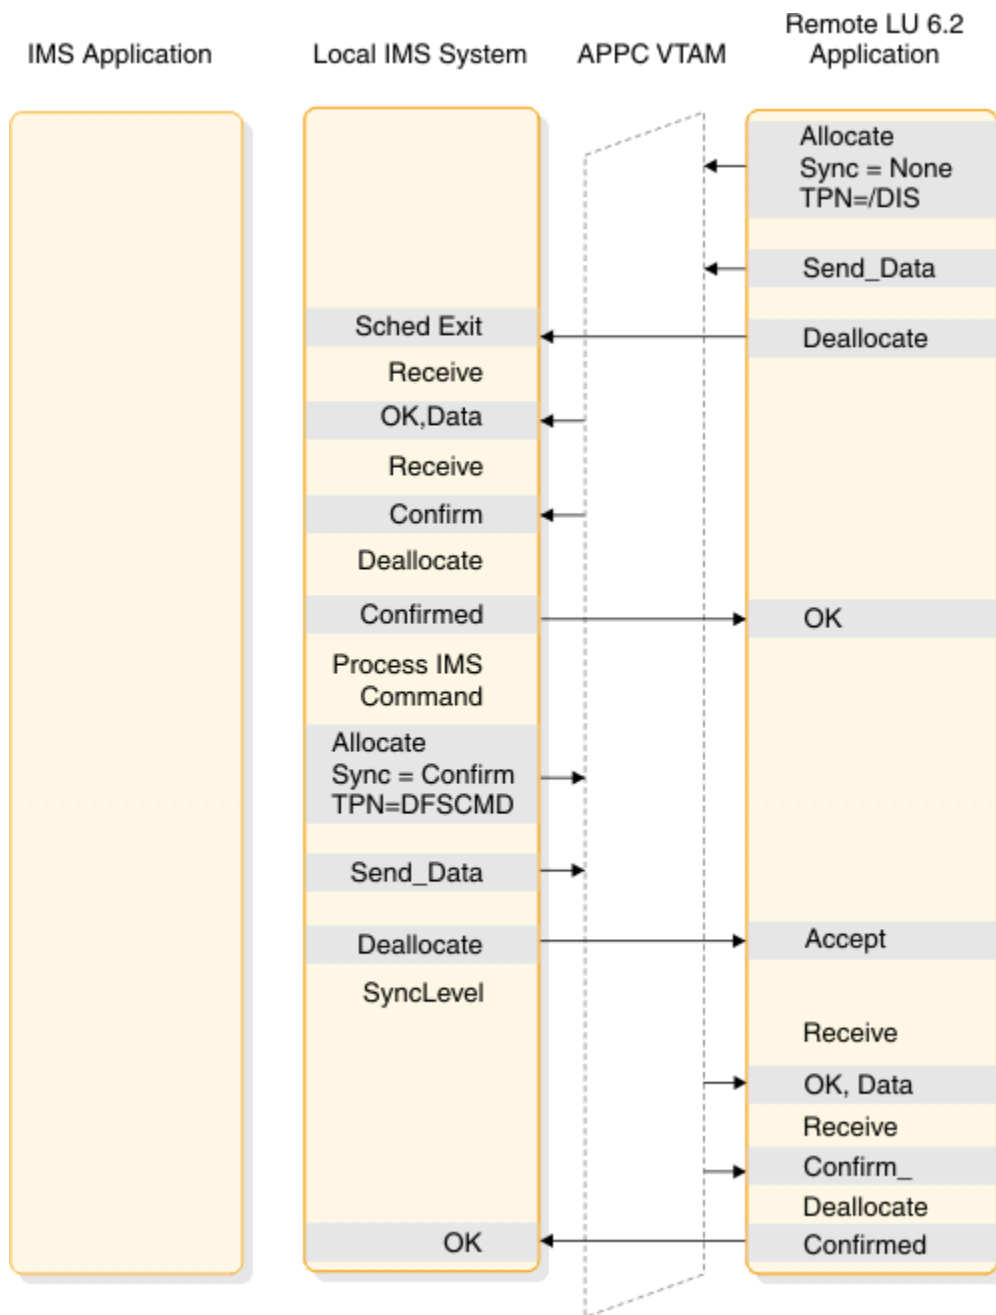 IMS Application
Local IMS System
APPC VTAM
Remote LU 6.2
Application
Allocate
Sync = None
TPN=/DIS
Send_Data
Sched Exit
Deallocate
Receive
OK,Data
Receive
Confirm
Deallocate
Confirmed
OK
Process IMS
Command
Allocate
Sync = Confirm
TPN=DFSCMD
Send_Data
Deallocate
Accept
SyncLevel
Receive
OK, Data
Receive
Confirm_
Deallocate
OK
Confirmed